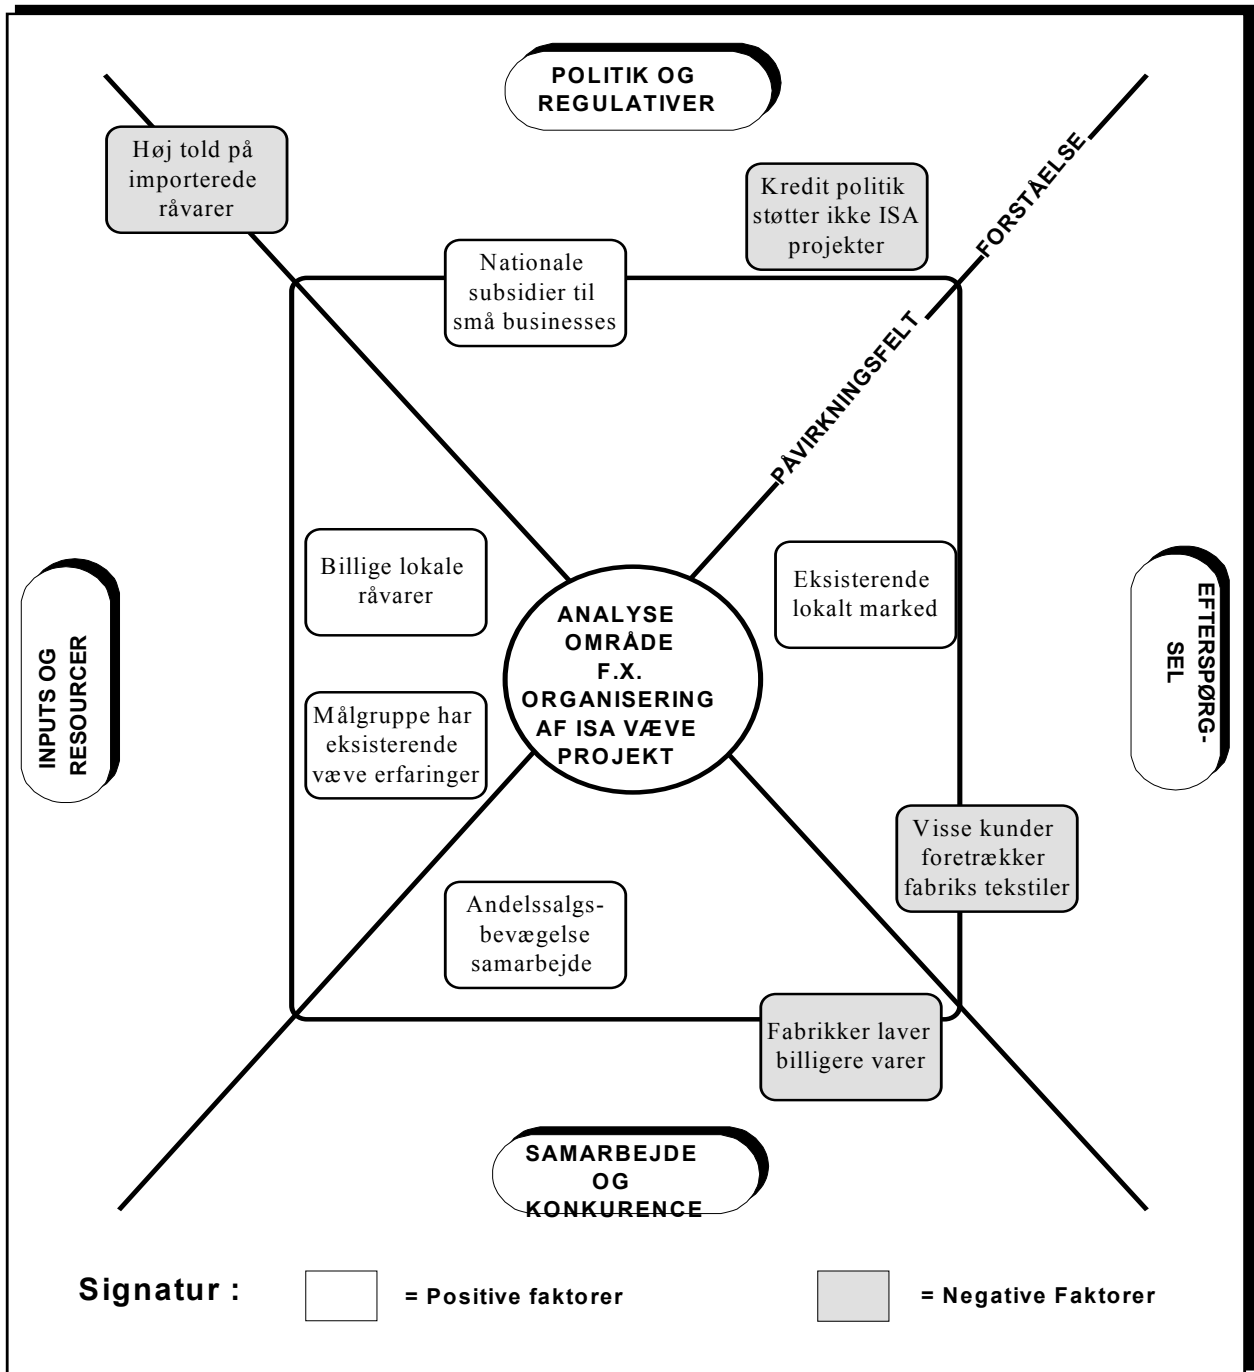 POLITIK OG
REGULATIVER
Høj told på
importerede
råvarer
Kredit politik
støtter ikke ISA
projekter
FORSTÅELSE
Nationale
subsidier til
små businesses
PÅVIRKNINGSFELT
Billige lokale
råvarer
Eksisterende
lokalt marked
INPUTS OG
RESOURCER
ANALYSE
OMRÅDE
F.X.
ORGANISERING
AF ISA VÆVE
PROJEKT
EFTERSPØRG-
SEL
Målgruppe har
eksisterende
væve erfaringer
Visse kunder
foretrækker
fabriks tekstiler
Andelssalgs-
bevægelse
samarbejde
Fabrikker laver
billigere varer
SAMARBEJDE
OG
KONKURENCE
Signatur :
= Positive faktorer
= Negative Faktorer